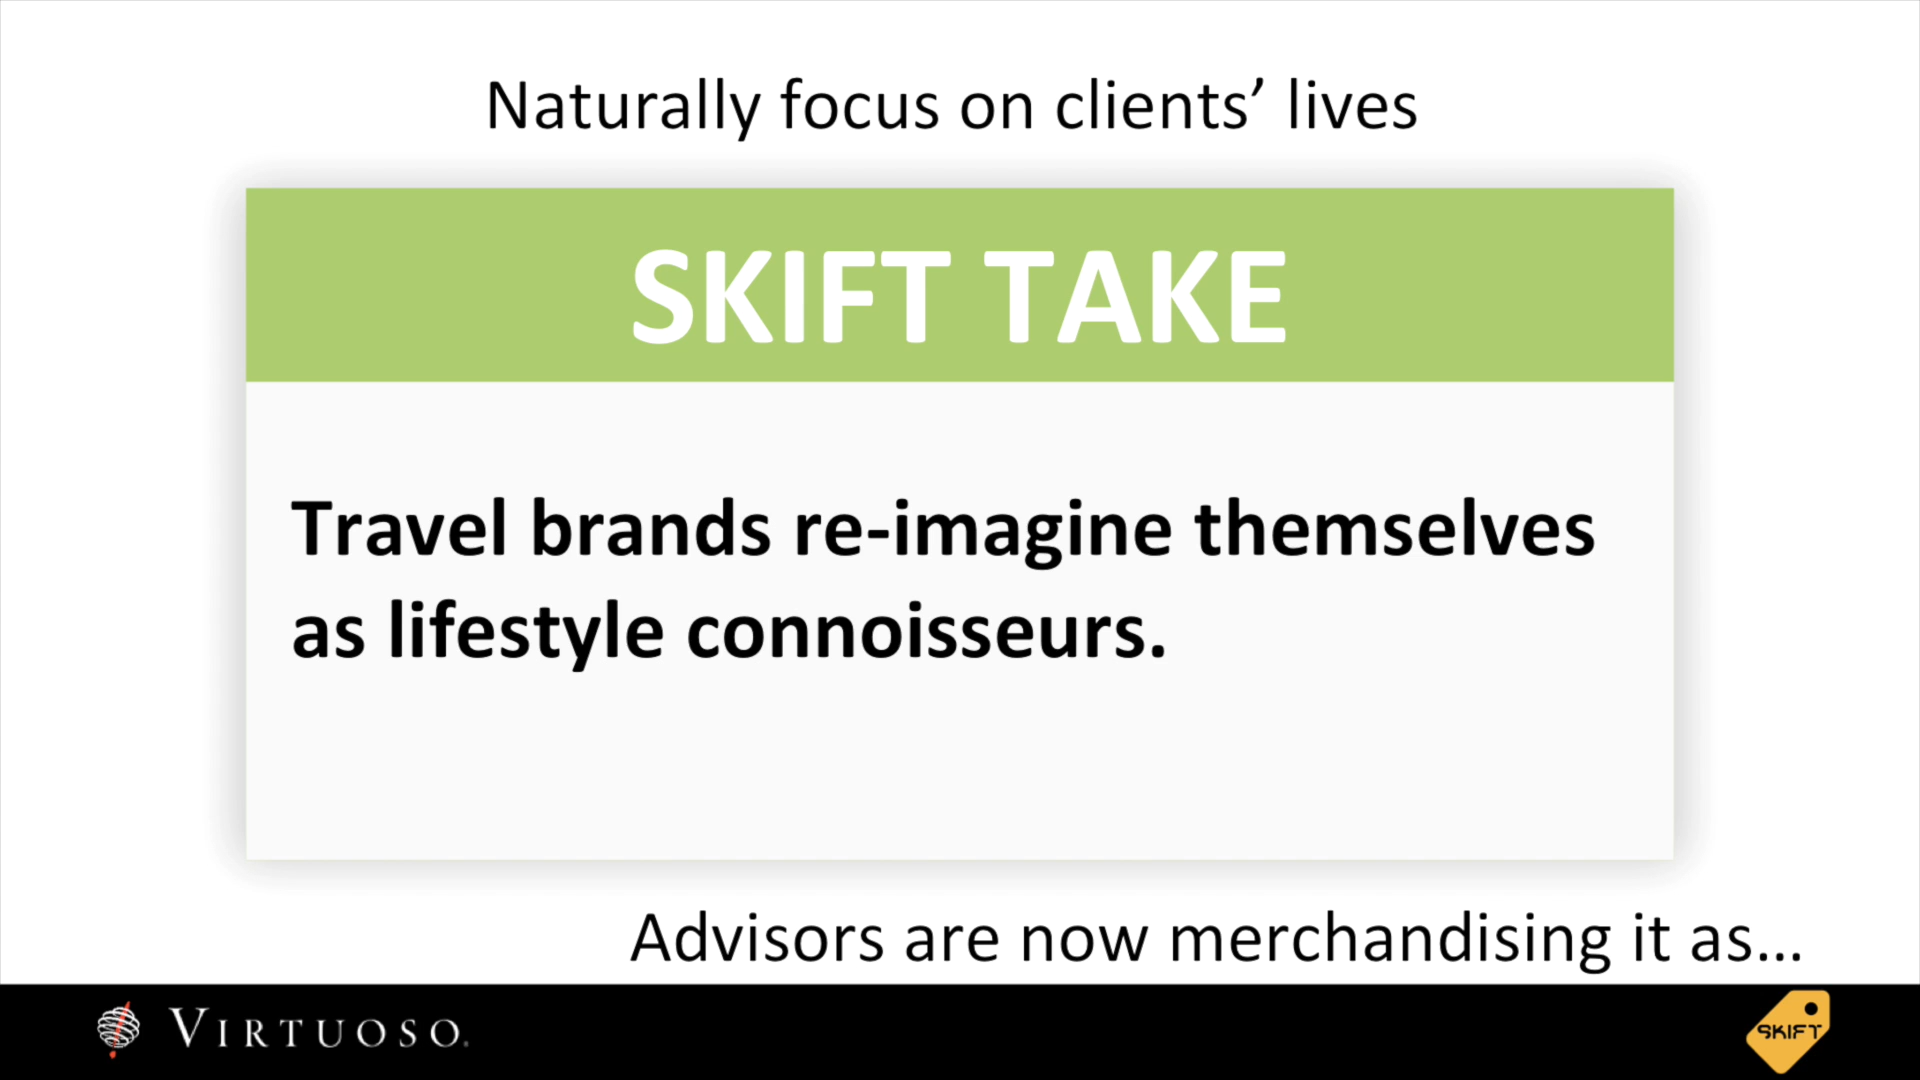 Naturally focus on clients’ lives
SKIFT TAKE
Travel brands re-imagine themselves
as lifestyle connoisseurs.
Advisors are now merchandising it as...
VIRTUOSO.
SKIFT